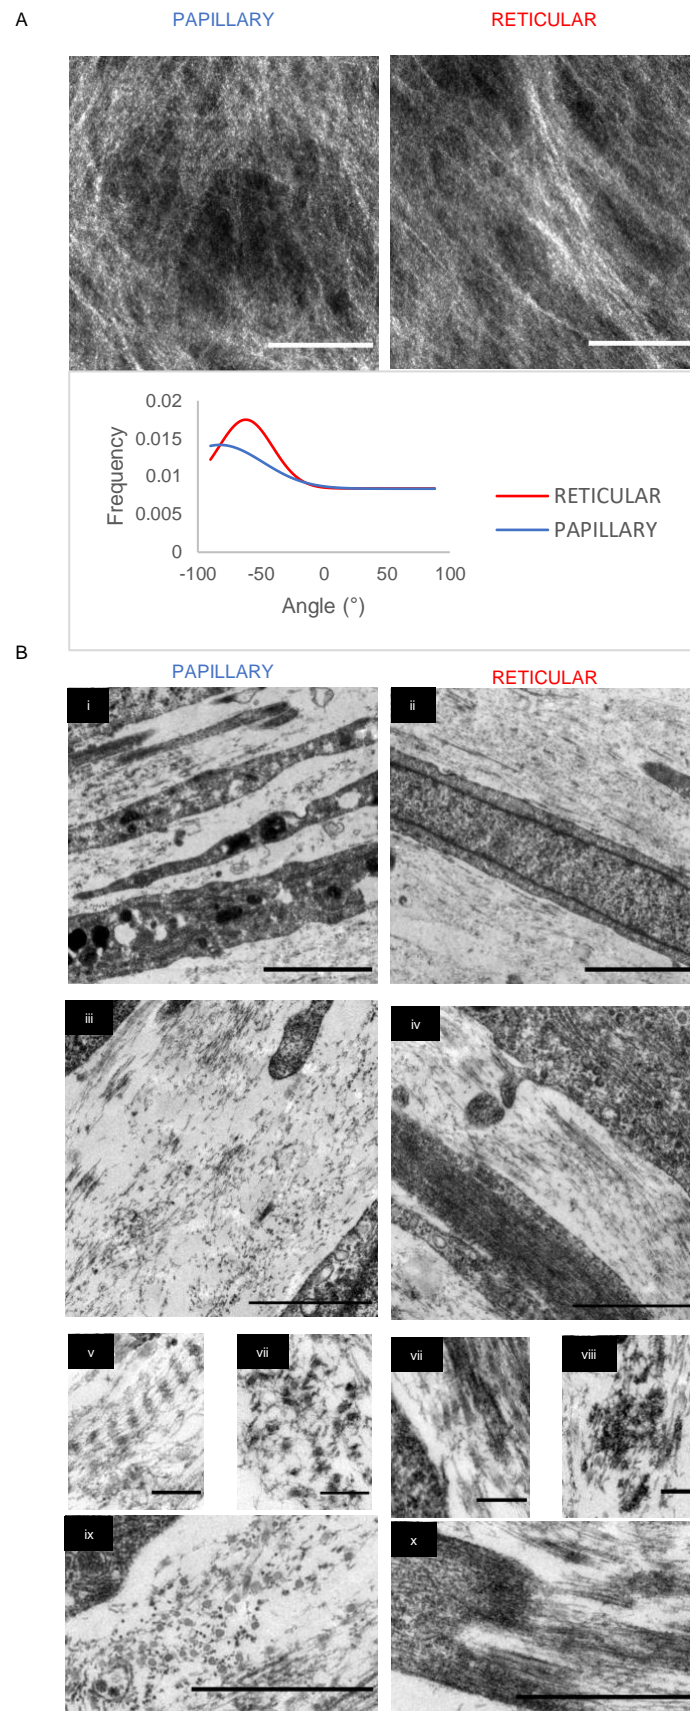 A
PAPILLARY
RETICULAR
0.02
0.015
0.01
0.005
0
Frequency
-100
-50
0
50
100
Angle (°)
RETICULAR
PAPILLARY
B
PAPILLARY
RETICULAR
i
ii
iii
iv
v
vii
vii
viii
ix
x